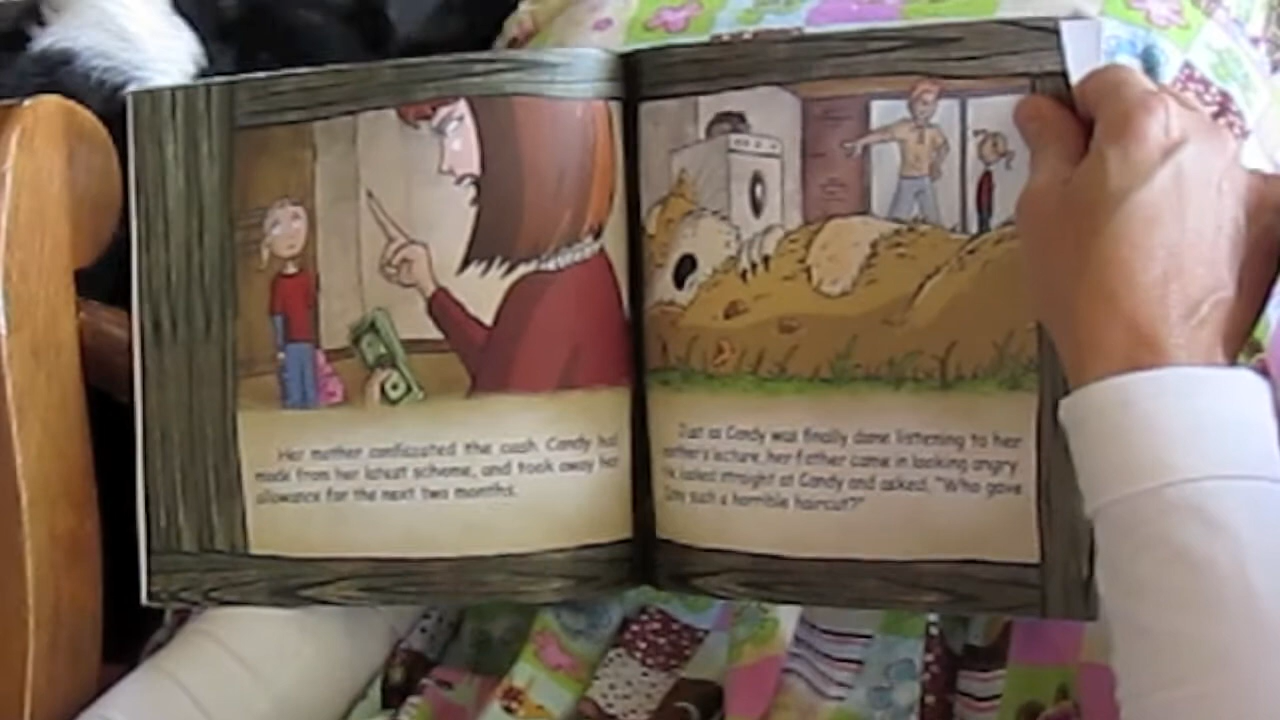 Her mother confiscated the cash Candy had
made from her latest scheme, and took away her
allowance for the next two months.
Just as Candy was finally done listening to her
mother's lecture, her father came in looking angry.
He looked straight at Candy and asked, "Who gave
such a horrible haircut?"